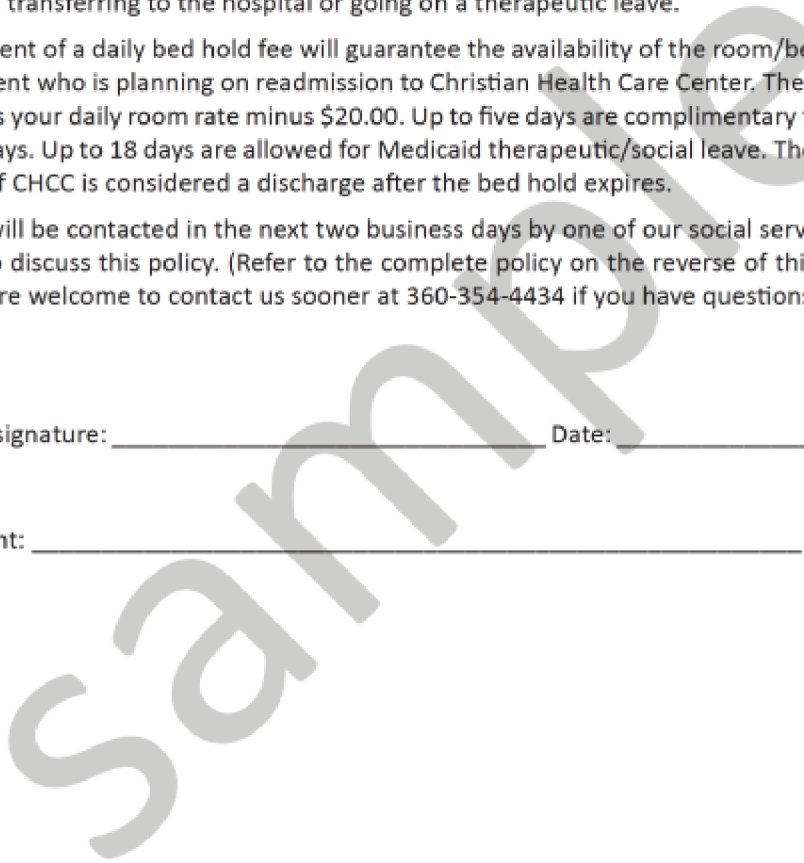 transferring to the hospital or going on a therapeutic leave.
ent of a daily bed hold fee will guarantee the availability of the room/be
ent who is planning on readmission to Christian Health Care Center. The
s your daily room rate minus $20.00. Up to five days are complimentary
ays. Up to 18 days are allowed for Medicaid therapeutic/social leave. The
f CHCC is considered a discharge after the bed hold expires.
will be contacted in the next two business days by one of our social serv
o discuss this policy. (Refer to the complete policy on the reverse of thi
re welcome to contact us sooner at 360-354-4434 if you have questions
signature: Date:
nt:
sample